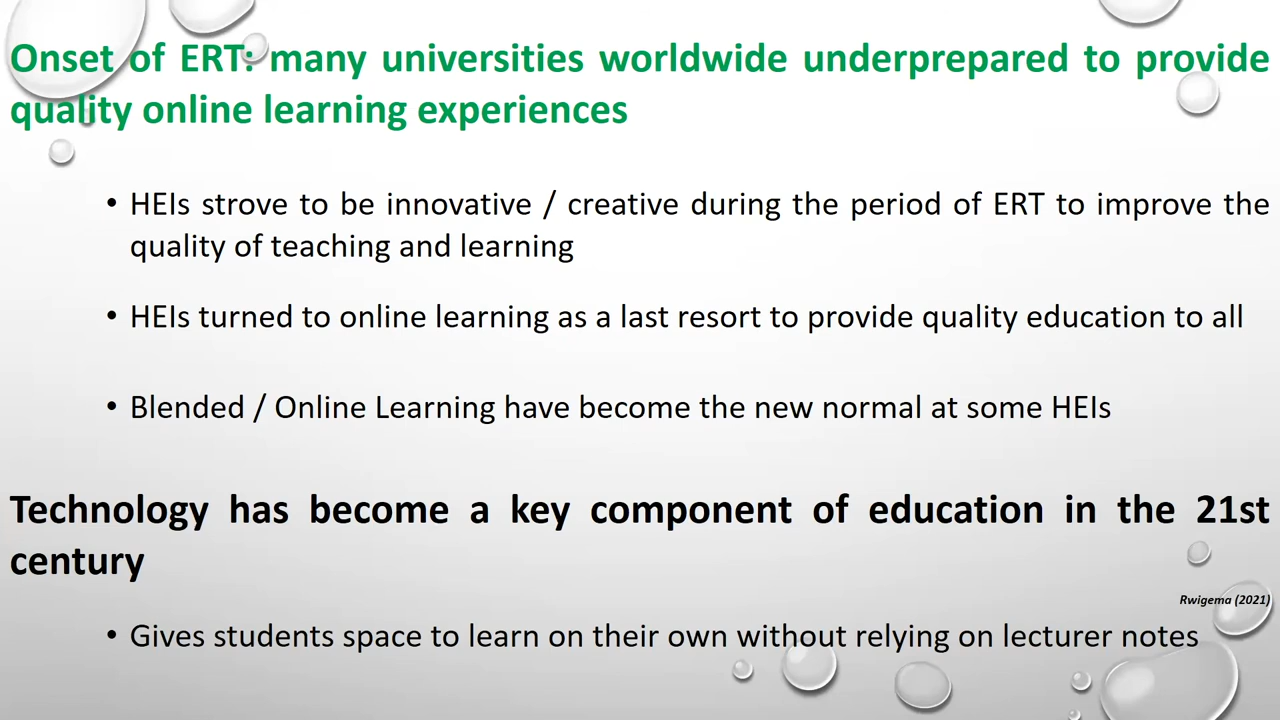 Onset of ERT: many universities worldwide underprepared to provide
quality online learning experiences
• HEIs strove to be innovative / creative during the period of ERT to improve the
quality of teaching and learning
• HEIs turned to online learning as a last resort to provide quality education to all
• Blended / Online Learning have become the new normal at some HEIs
Technology has become a key component of education in the 21st
century
Rwigema (2021)
• Gives students space to learn on their own without relying on lecturer notes